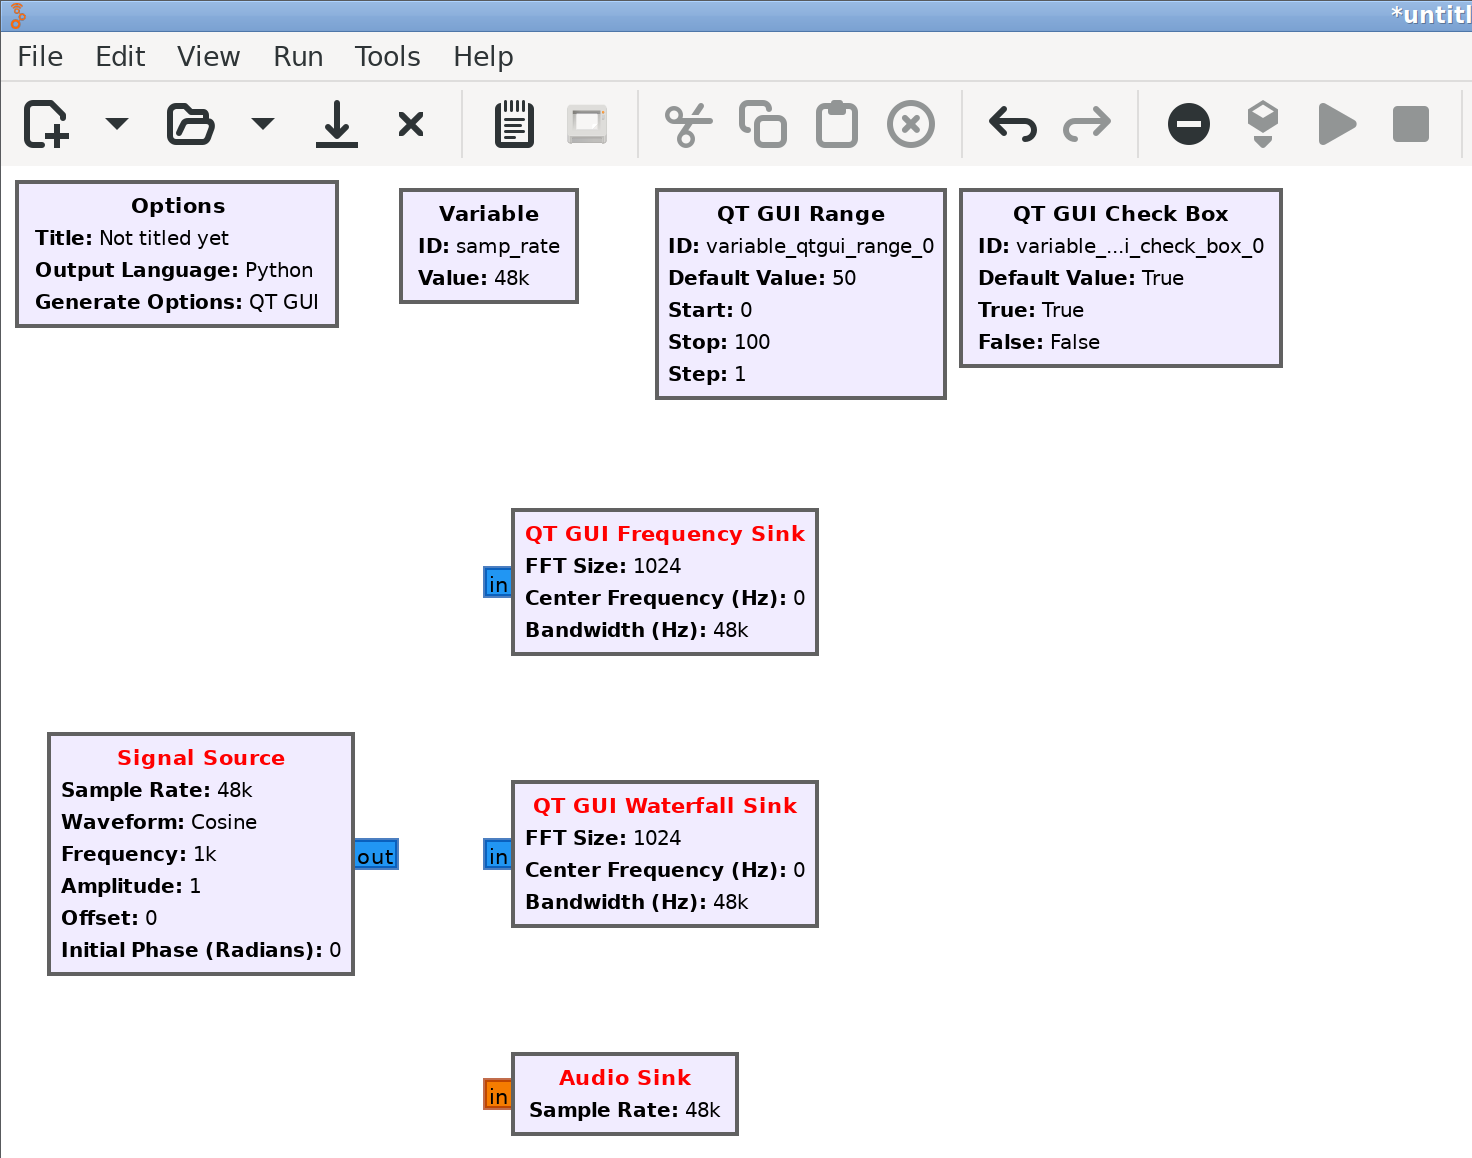 *untitl
File Edit View Run Tools Help
Options
Title: Not titled yet
Output Language: Python
Generate Options: QT GUI
Variable
ID: samp_rate
Value: 48k
QT GUI Range
ID: variable_qtgui_range_0
Default Value: 50
Start: 0
Stop: 100
Step: 1
QT GUI Check Box
ID: variable_...i_check_box_0
Default Value: True
True: True
False: False
QT GUI Frequency Sink
FFT Size: 1024
Center Frequency (Hz): 0
Bandwidth (Hz): 48k
in
Signal Source
Sample Rate: 48k
Waveform: Cosine
Frequency: 1k
Amplitude: 1
Offset: 0
Initial Phase (Radians): 0
out
in
QT GUI Waterfall Sink
FFT Size: 1024
Center Frequency (Hz): 0
Bandwidth (Hz): 48k
in
Audio Sink
Sample Rate: 48k